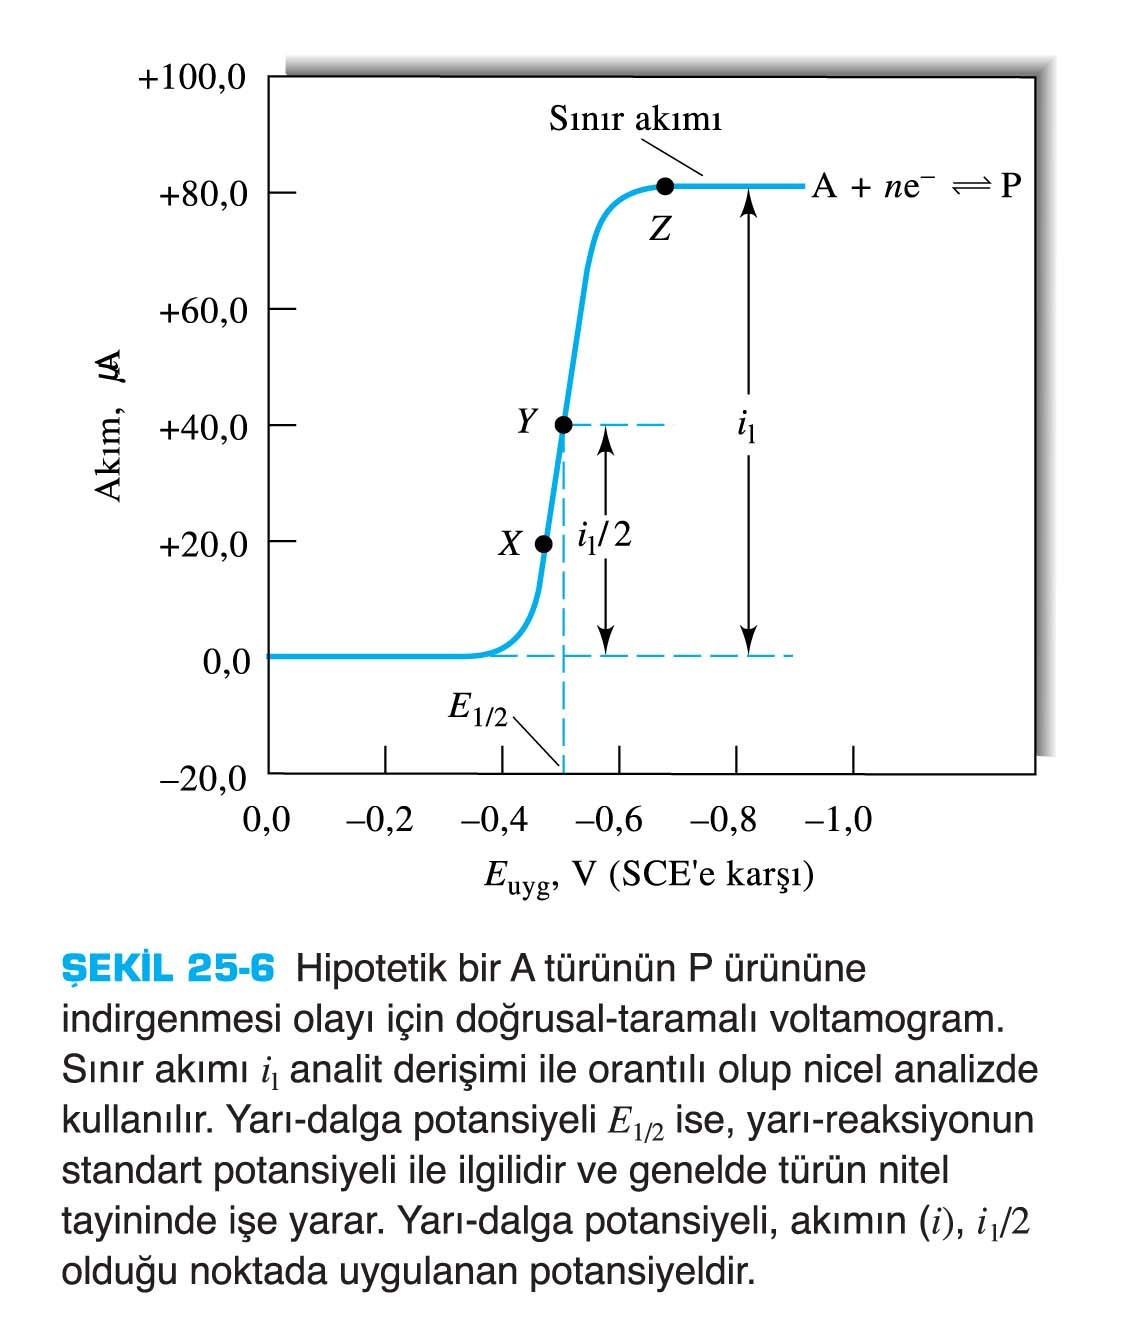 +100,0
Sınır akımı
+80,0
A + ne⁻ ⇌ P
Z
+60,0
Akım, μA
Y
+40,0
i₁
X
i₁/2
+20,0
0,0
E₁/₂
–20,0
0,0 –0,2 –0,4 –0,6 –0,8 –1,0
Euyg, V (SCE'e karşı)
ŞEKİL 25-6 Hipotetik bir A türünün P ürününe
indirgenmesi olayı için doğrusal-taramalı voltamogram.
Sınır akımı i₁ analit derişimi ile orantılı olup nicel analizde
kullanılır. Yarı-dalga potansiyeli E₁/₂ ise, yarı-reaksiyonun
standart potansiyeli ile ilgilidir ve genelde türün nitel
tayininde işe yarar. Yarı-dalga potansiyeli, akımın (i), i₁/2
olduğu noktada uygulanan potansiyeldir.